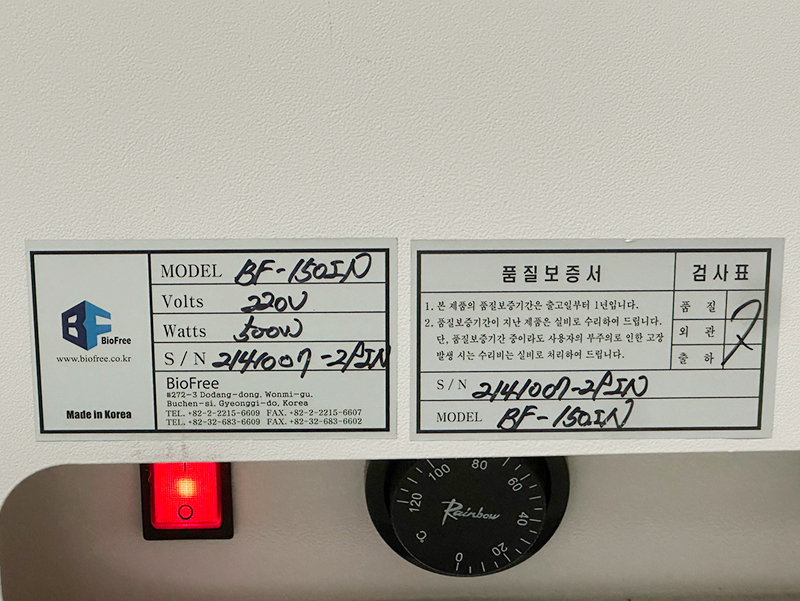 BF
BioFree
www.biofree.co.kr
Made in Korea
MODEL BF-150IN
Volts 220V
Watts 500W
S/N 2141007-2PIN
BioFree
#272-3 Dodang-dong, Wonmi-gu,
Buchen-si, Gyeonggi-do, Korea
TEL. +82-2-2215-6609 FAX. +82-2-2215-6607
TEL. +82-32-683-6609 FAX. +82-32-683-6602
품질보증서
1. 본 제품의 품질보증기간은 출고일부터 1년입니다.
2. 품질보증기간이 지난 제품은 실비로 수리하여 드립니다.
단, 품질보증기간 중이라도 사용자의 부주의로 인한 고장
발생 시는 수리비는 실비로 처리하여 드립니다.
검사표
품 질
외 관
출 하
S/N 2141007-2PIN
MODEL BF-150IN
0 20 40 60 80 100 120 °C
Rainbow